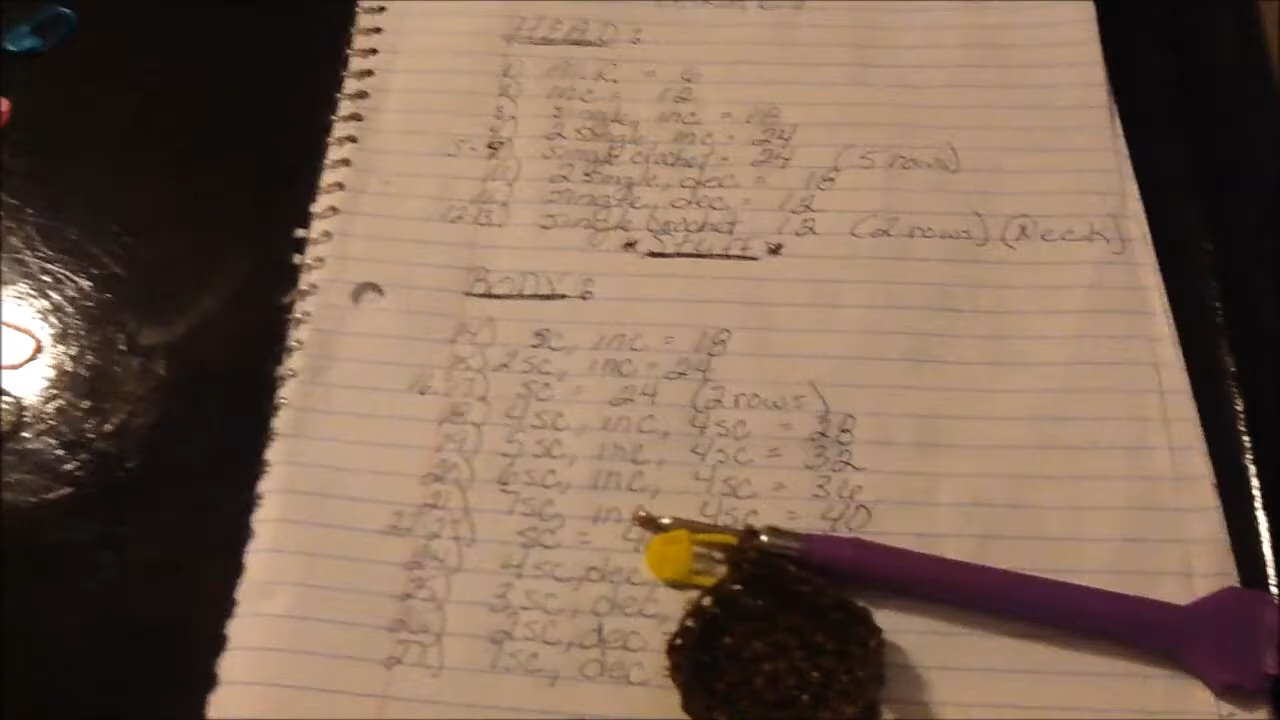 HEAD:
1) m.c. = 6
2) inc = 12
3) single, inc = 18
4) 2 single, inc = 24
5-9) single crochet = 24 (5 rows)
10) 2 single, dec = 18
11) single, dec = 12
12-13) single crochet 12 (2 rows) (Neck)
* Stuff *
BODY:
14) sc, inc = 18
15) 2sc, inc = 24
16-17) sc = 24 (2 rows)
18) 4sc, inc, 4sc = 28
19) 5sc, inc, 4sc = 32
20) 6sc, inc, 4sc = 36
21) 7sc, inc 4sc = 40
sc = 4
4sc, dec
25) 3sc, dec,
26) 2sc, dec
27) 1sc, dec